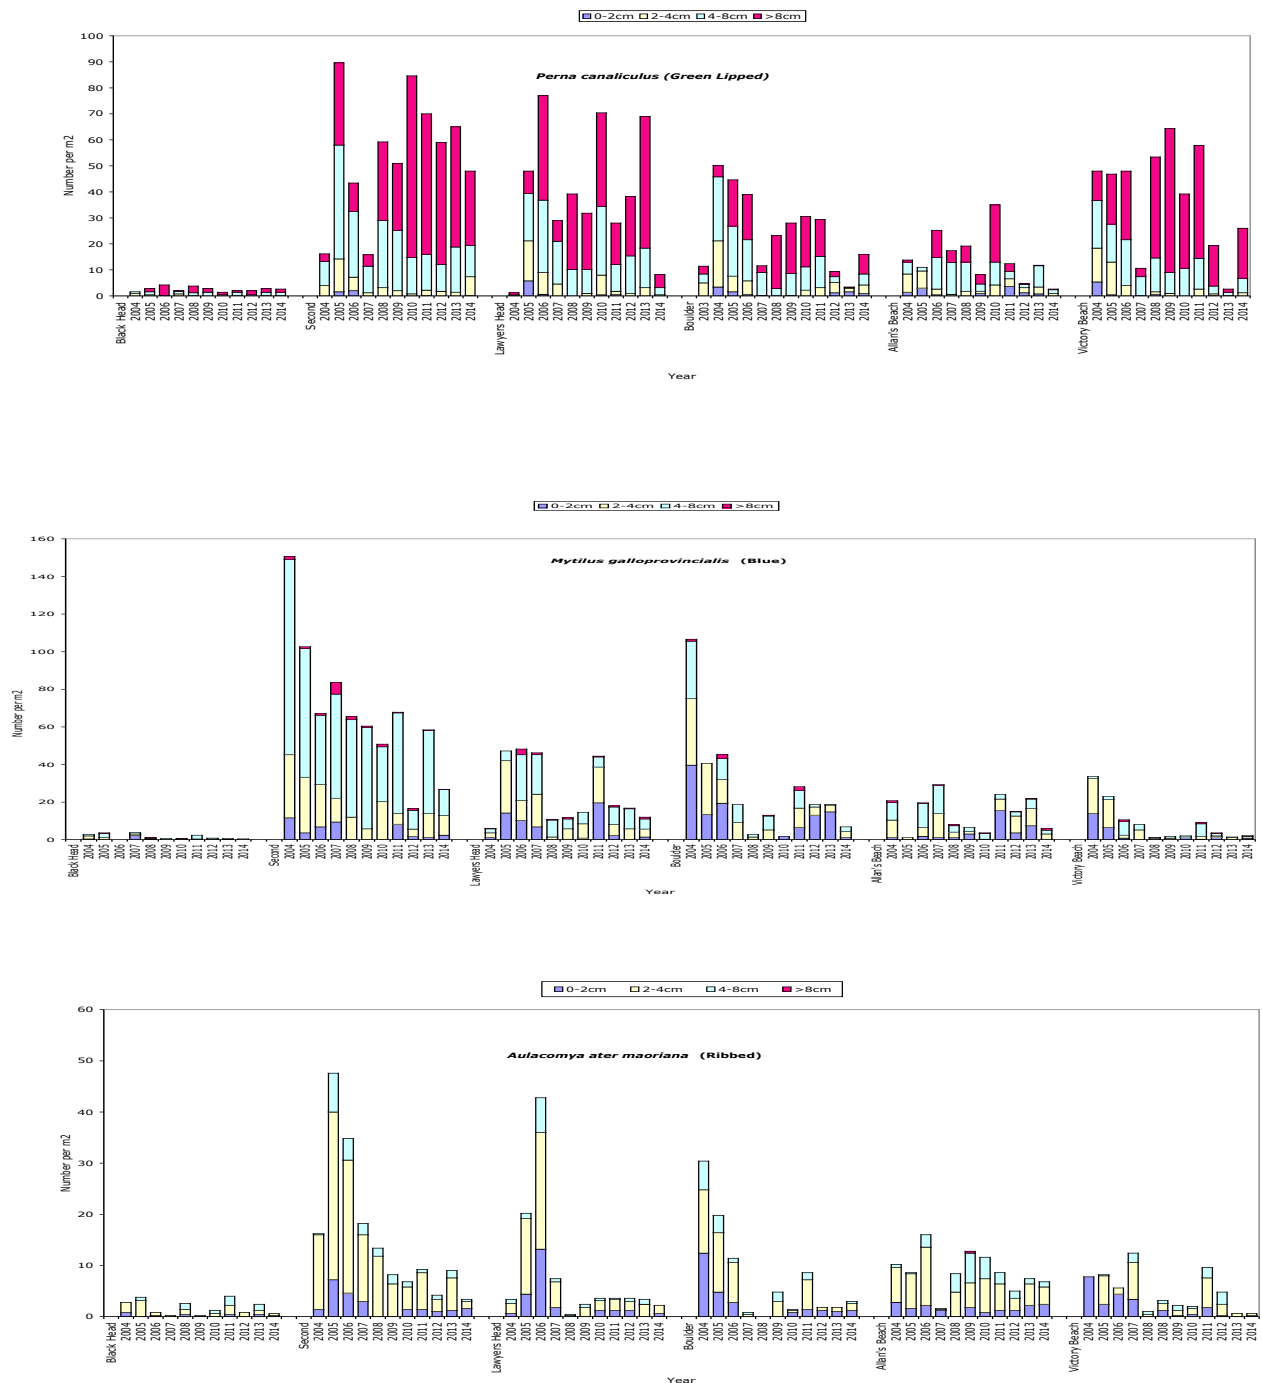 0-2cm 2-4cm 4-8cm >8cm
Perna canaliculus (Green Lipped)
Number per m2
100
90
80
70
60
50
40
30
20
10
0
Black Head 2004 2005 2006 2007 2008 2009 2010 2011 2012 2013 2014
Second 2004 2005 2006 2007 2008 2009 2010 2011 2012 2013 2014
Lawyers Head 2004 2005 2006 2007 2008 2009 2010 2011 2012 2013 2014
Boulder 2003 2004 2005 2006 2007 2008 2009 2010 2011 2012 2013 2014
Allan's Beach 2004 2005 2006 2007 2008 2009 2010 2011 2012 2013 2014
Victory Beach 2004 2005 2006 2007 2008 2009 2010 2011 2012 2013 2014
Year
0-2cm 2-4cm 4-8cm >8cm
Mytilus galloprovincialis (Blue)
Number per m2
160
140
120
100
80
60
40
20
0
Black Head 2004 2005 2006 2007 2008 2009 2010 2011 2012 2013 2014
Second 2004 2005 2006 2007 2008 2009 2010 2011 2012 2013 2014
Lawyers Head 2004 2005 2006 2007 2008 2009 2010 2011 2012 2013 2014
Boulder 2004 2005 2006 2007 2008 2009 2010 2011 2012 2013 2014
Allan's Beach 2004 2005 2006 2007 2008 2009 2010 2011 2012 2013 2014
Victory Beach 2004 2005 2006 2007 2008 2009 2010 2011 2012 2013 2014
Year
0-2cm 2-4cm 4-8cm >8cm
Aulacomya ater maoriana (Ribbed)
Number per m2
60
50
40
30
20
10
0
Black Head 2004 2005 2006 2007 2008 2009 2010 2011 2012 2013 2014
Second 2004 2005 2006 2007 2008 2009 2010 2011 2012 2013 2014
Lawyers Head 2004 2005 2006 2007 2008 2009 2010 2011 2012 2013 2014
Boulder 2004 2005 2006 2007 2008 2009 2010 2011 2012 2013 2014
Allan's Beach 2004 2005 2006 2007 2008 2009 2010 2011 2012 2013 2014
Victory Beach 2004 2005 2006 2007 2008 2008 2009 2010 2011 2012 2013 2014
Year